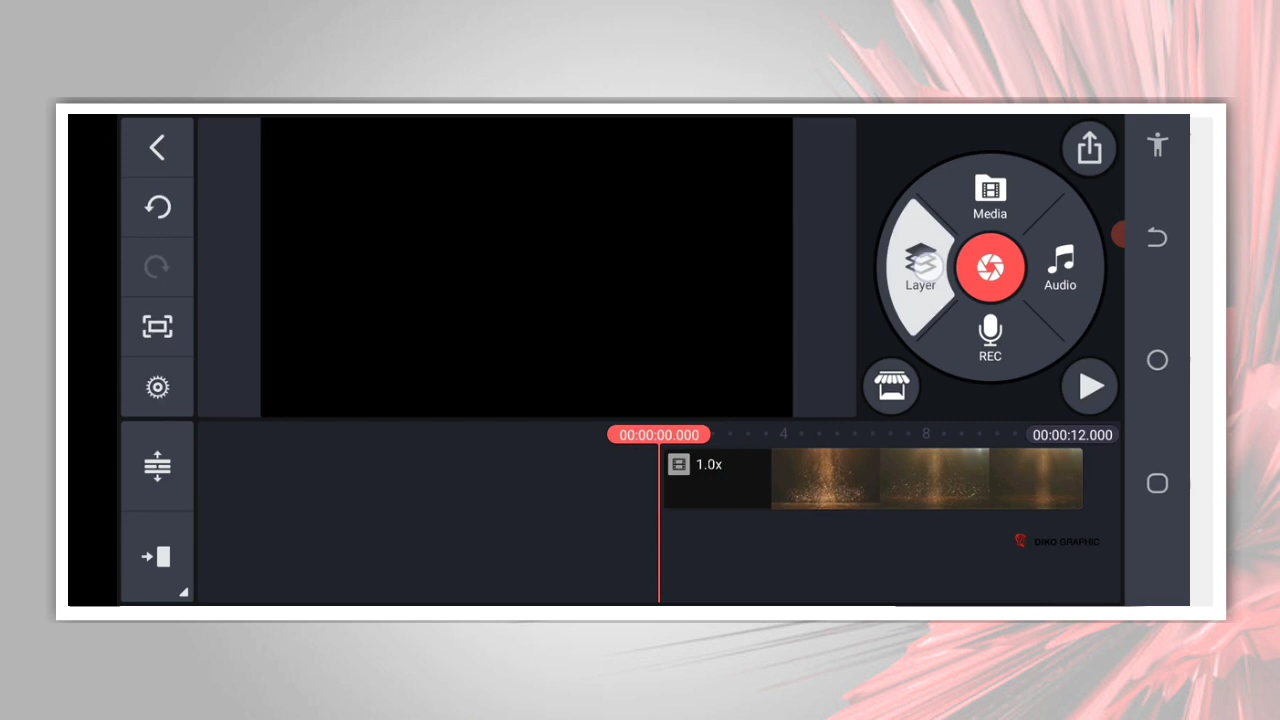 Media
Layer
Audio
REC
00:00:00.000
4
8
00:00:12.000
1.0x
DIKO GRAPHIC